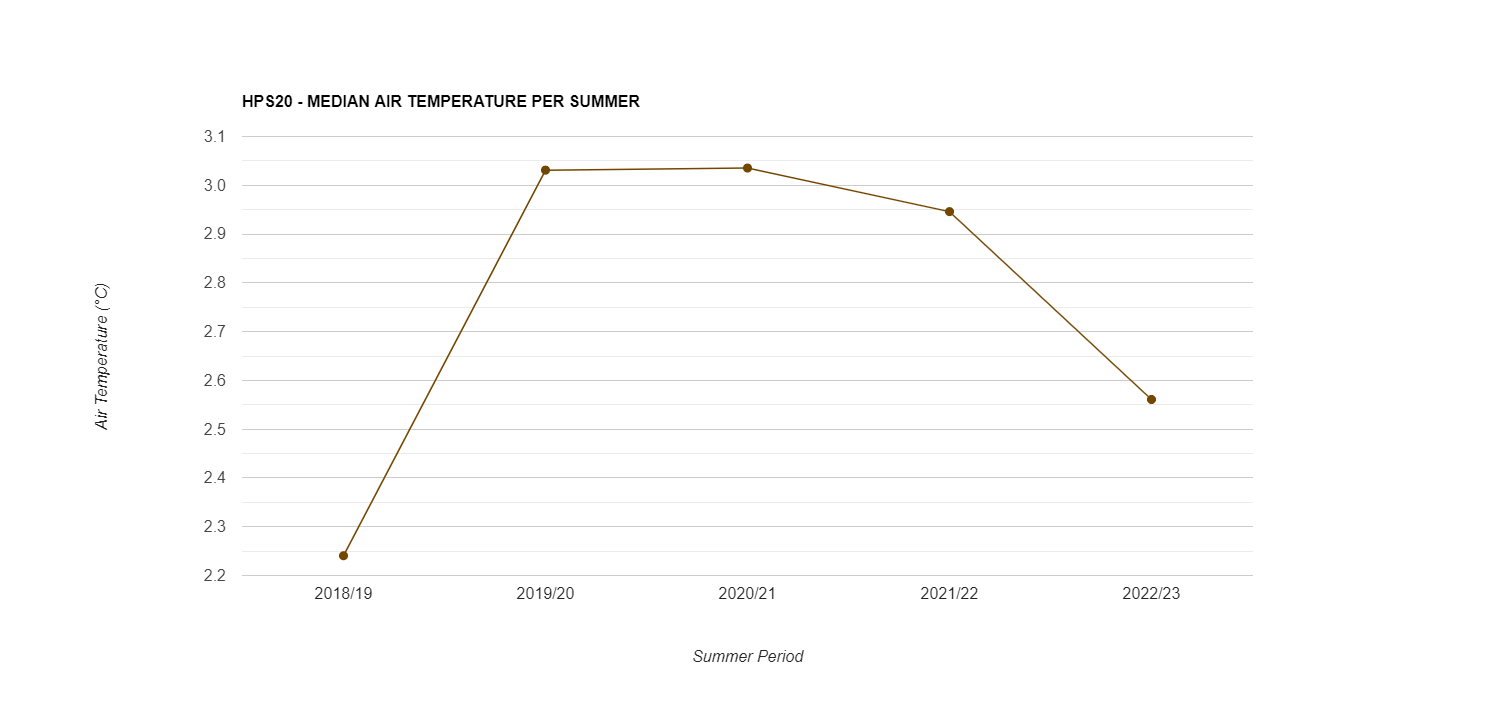 HPS20 - MEDIAN AIR TEMPERATURE PER SUMMER
3.1
3.0
2.9
2.8
2.7
2.6
2.5
2.4
2.3
2.2
Air Temperature (°C)
2018/19 2019/20 2020/21 2021/22 2022/23
Summer Period